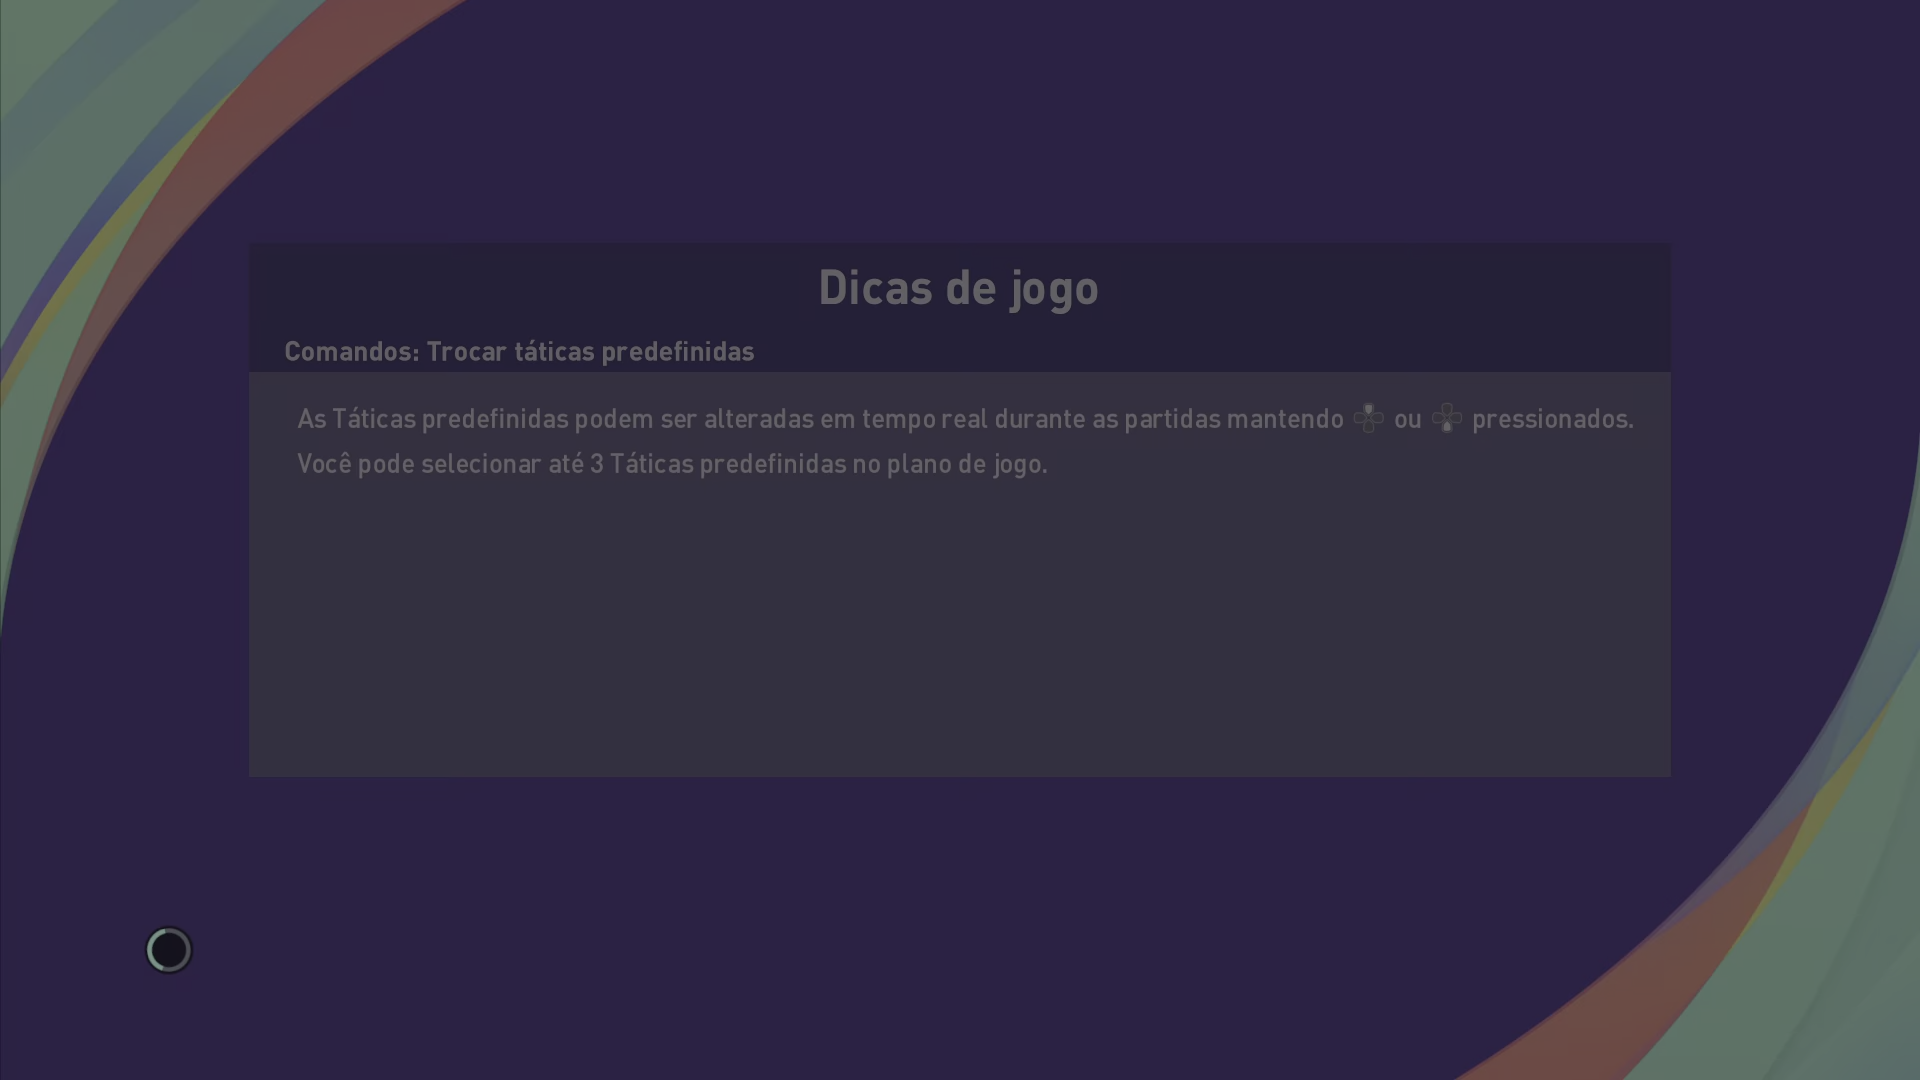 Dicas de jogo
Comandos: Trocar táticas predefinidas
As Táticas predefinidas podem ser alteradas em tempo real durante as partidas mantendo ou pressionados.
Você pode selecionar até 3 Táticas predefinidas no plano de jogo.